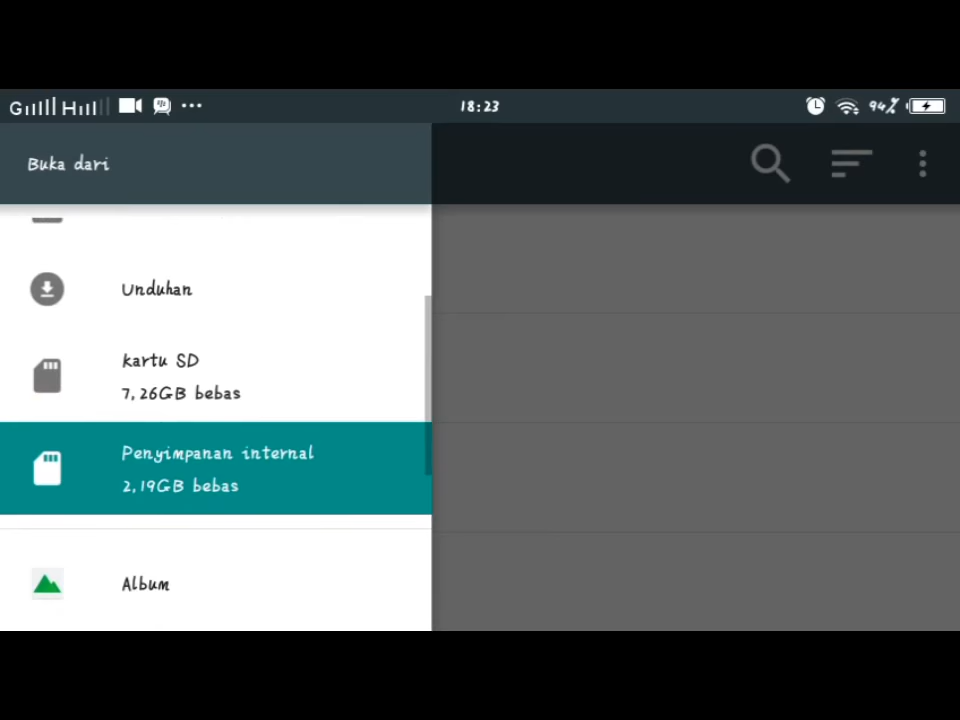 G H 18:23 94%
Buka dari
Unduhan
kartu SD
7,26GB bebas
Penyimpanan internal
2,19GB bebas
Album